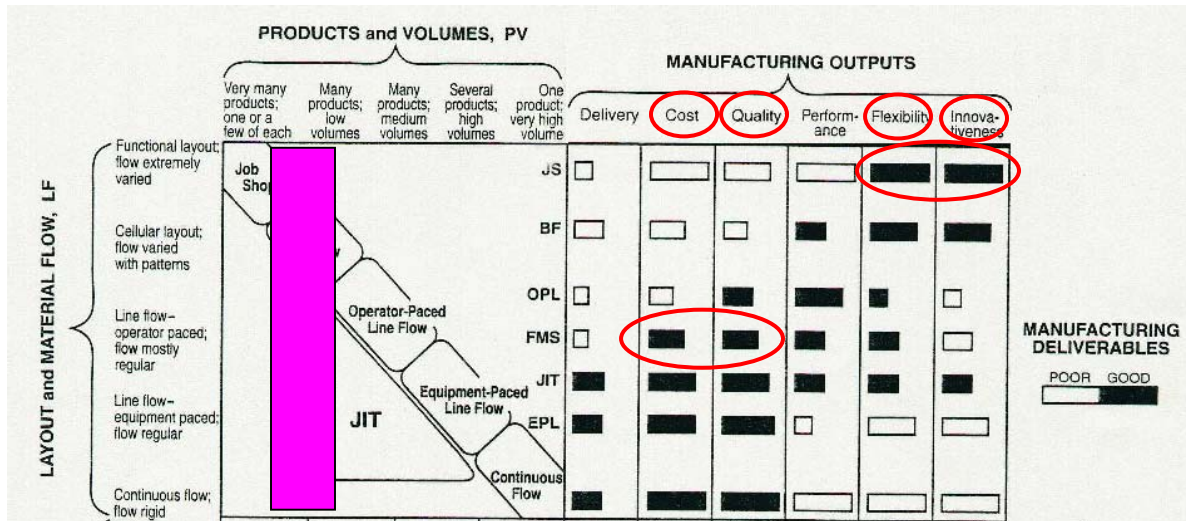 PRODUCTS and VOLUMES, PV
MANUFACTURING OUTPUTS
Very many
products;
one or a
few of each
Many
products;
low
volumes
Many
products;
medium
volumes
Several
products;
high
volumes
One
product;
very high
volume
Delivery
Cost
Quality
Perform-
ance
Flexibility
Innova-
tiveness
LAYOUT and MATERIAL FLOW, LF
Functional layout;
flow extremely
varied
Job
JS
Cellular layout;
flow varied
with patterns
BF
OPL
Line flow–
operator paced;
flow mostly
regular
Operator-Paced
Line Flow
FMS
MANUFACTURING
DELIVERABLES
POOR GOOD
JIT
Line flow–
equipment paced;
flow regular
Equipment-Paced
Line Flow
EPL
JIT
Continuous flow;
flow rigid
Continuous
Flow